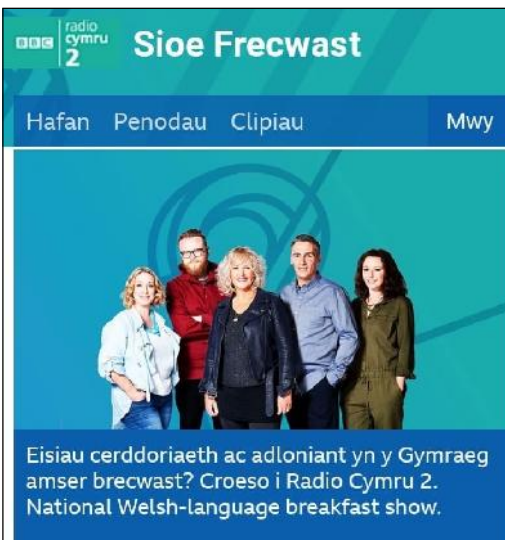 BBC radio cymru 2
Sioe Frecwast
Hafan Penodau Clipiau Mwy
Eisiau cerddoriaeth ac adloniant yn y Gymraeg
amser brecwast? Croeso i Radio Cymru 2.
National Welsh-language breakfast show.